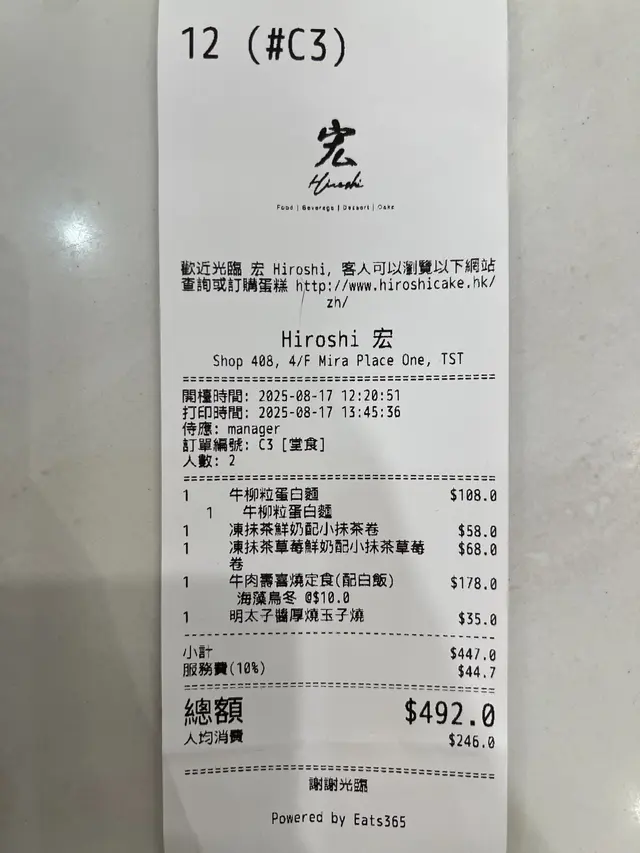 12 (#C3)
宏
Hiroshi
Food | Beverage | Dessert | Cake
歡迎光臨 宏 Hiroshi, 客人可以瀏覽以下網站
查詢或訂購蛋糕 http://www.hiroshicake.hk/
zh/
Hiroshi 宏
Shop 408, 4/F Mira Place One, TST
開檯時間: 2025-08-17 12:20:51
打印時間: 2025-08-17 13:45:36
侍應: manager
訂單編號: C3 [堂食]
人數: 2
1 牛柳粒蛋白麵 $108.0
1 牛柳粒蛋白麵
1 凍抹茶鮮奶配小抹茶卷 $58.0
1 凍抹茶草莓鮮奶配小抹茶草莓 $68.0
卷
1 牛肉壽喜燒定食(配白飯) $178.0
海藻烏冬 @$10.0
1 明太子醬厚燒玉子燒 $35.0
小計 $447.0
服務費(10%) $44.7
總額 $492.0
人均消費 $246.0
謝謝光臨
Powered by Eats365